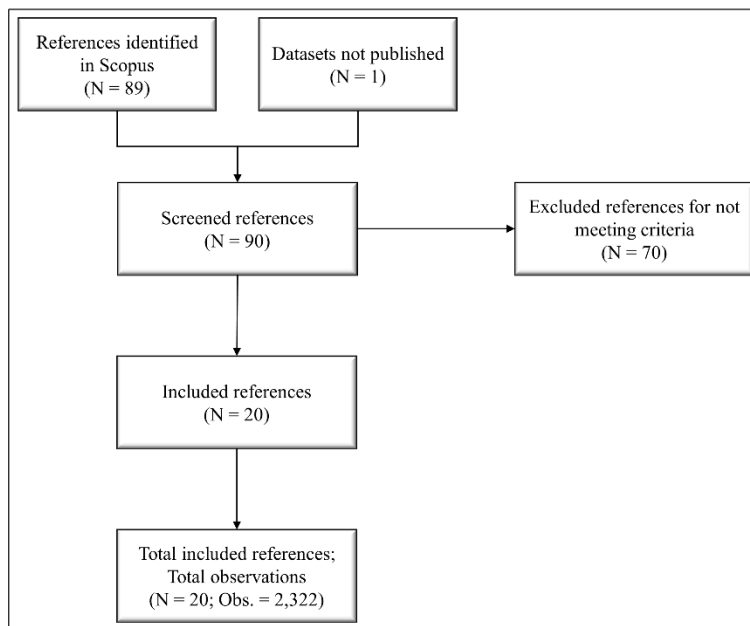 References identified
in Scopus
(N = 89)
Datasets not published
(N = 1)
Screened references
(N = 90)
Excluded references for not
meeting criteria
(N = 70)
Included references
(N = 20)
Total included references;
Total observations
(N = 20; Obs. = 2,322)